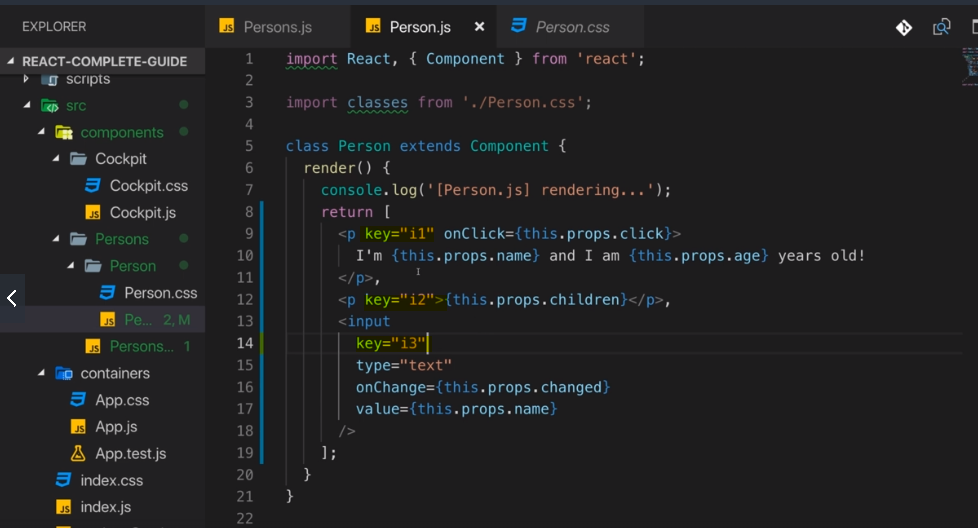 EXPLORER
REACT-COMPLETE-GUIDE
scripts
src
components
Cockpit
Cockpit.css
Cockpit.js
Persons
Person
Person.css
Pe... 2, M
Persons... 1
containers
App.css
App.js
App.test.js
index.css
index.js
Persons.js
Person.js
Person.css
1 import React, { Component } from 'react';
2
3 import classes from './Person.css';
4
5 class Person extends Component {
6 render() {
7 console.log('[Person.js] rendering...');
8 return [
9 <p key="i1" onClick={this.props.click}>
10 I'm {this.props.name} and I am {this.props.age} years old!
11 </p>,
12 <p key="i2">{this.props.children}</p>,
13 <input
14 key="i3"
15 type="text"
16 onChange={this.props.changed}
17 value={this.props.name}
18 />
19 ];
20 }
21 }
22